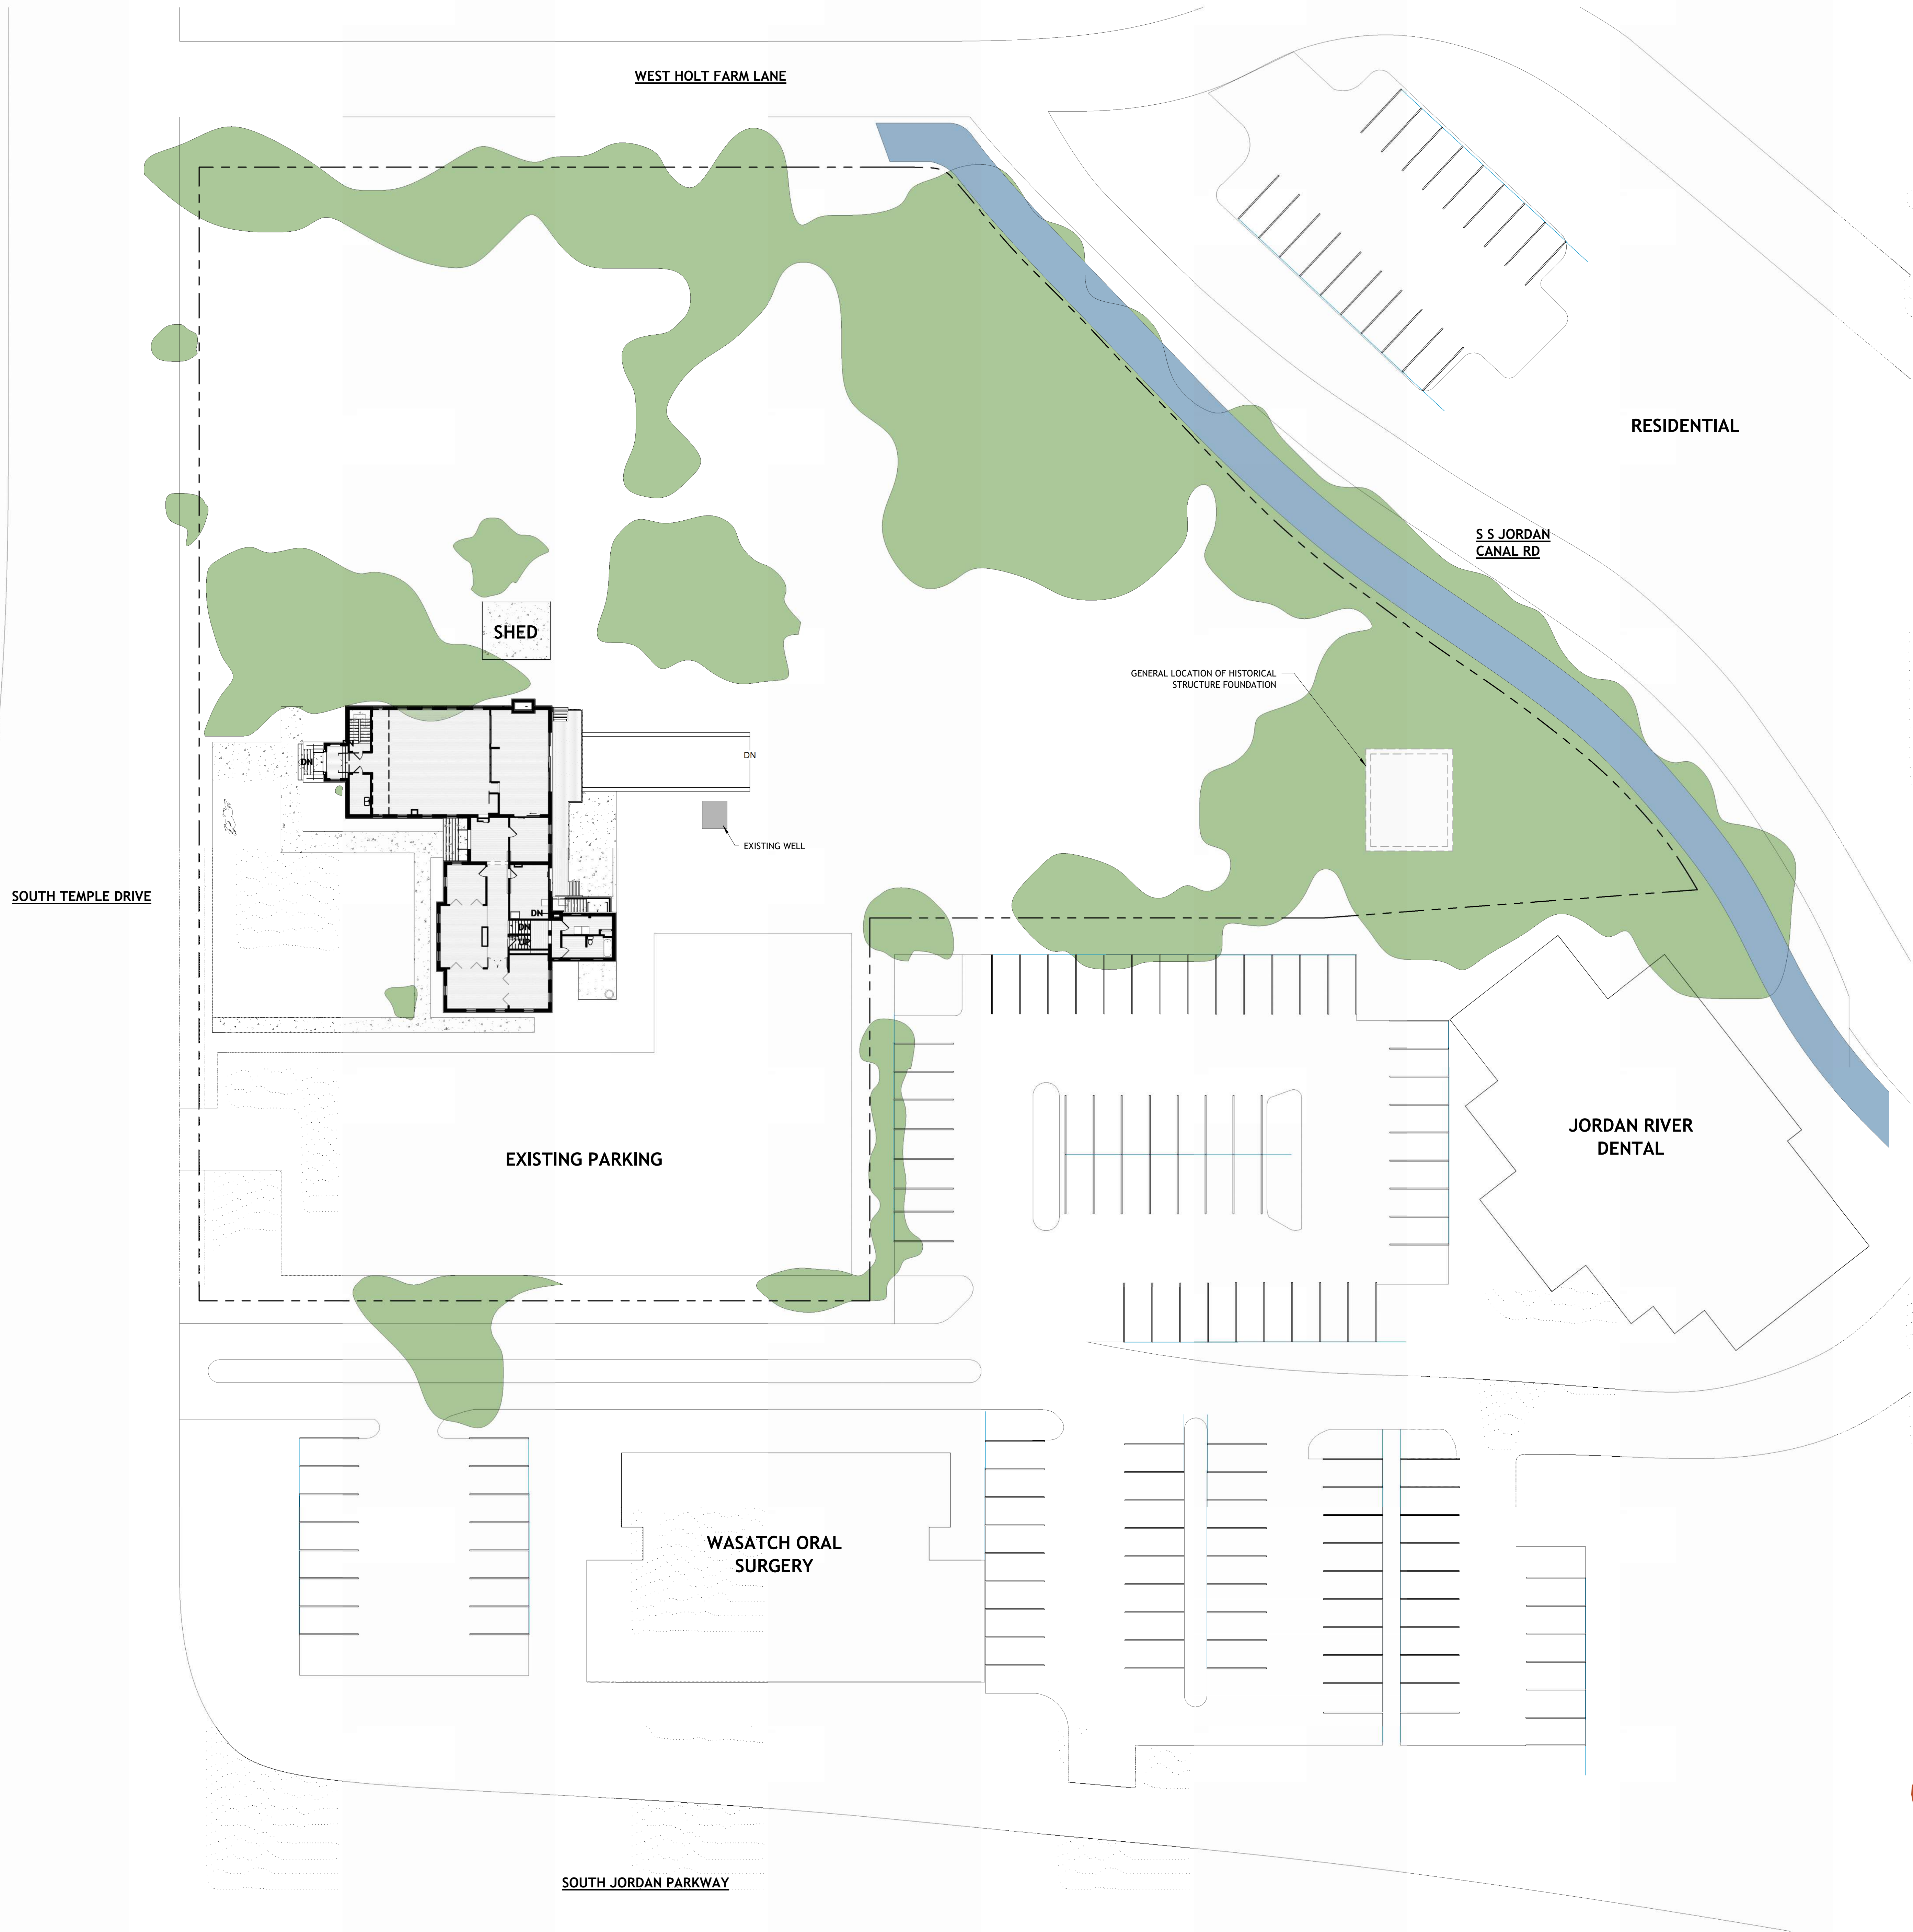 WEST HOLT FARM LANE
RESIDENTIAL
S S JORDAN
CANAL RD
SHED
GENERAL LOCATION OF HISTORICAL
STRUCTURE FOUNDATION
DN
DN
DN
EXISTING WELL
SOUTH TEMPLE DRIVE
DN
DN
UP
JORDAN RIVER
DENTAL
EXISTING PARKING
WASATCH ORAL
SURGERY
SOUTH JORDAN PARKWAY